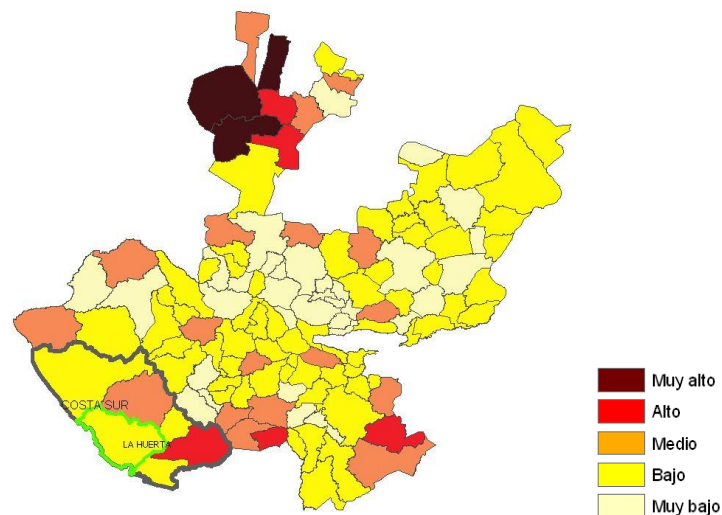 COSTA SUR
LA HUERTA
Muy alto
Alto
Medio
Bajo
Muy bajo